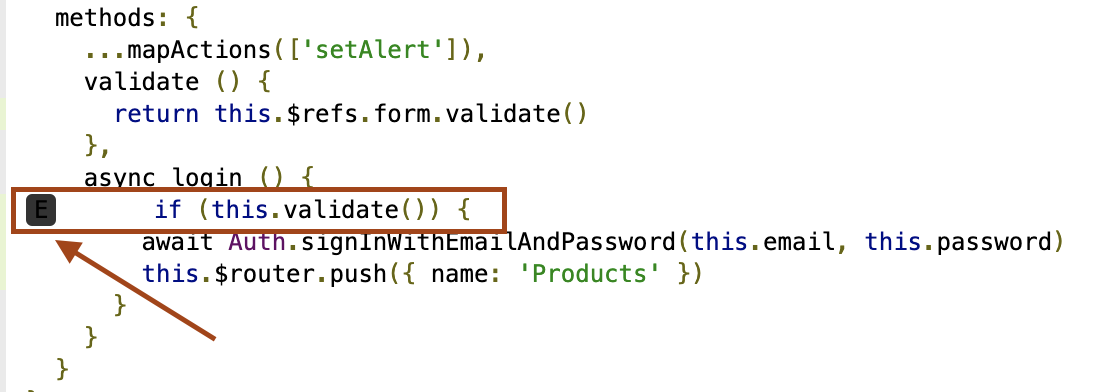 methods: {
...mapActions(['setAlert']),
validate () {
return this.$refs.form.validate()
},
async login () {
E if (this.validate()) {
await Auth.signInWithEmailAndPassword(this.email, this.password)
this.$router.push({ name: 'Products' })
}
}
}